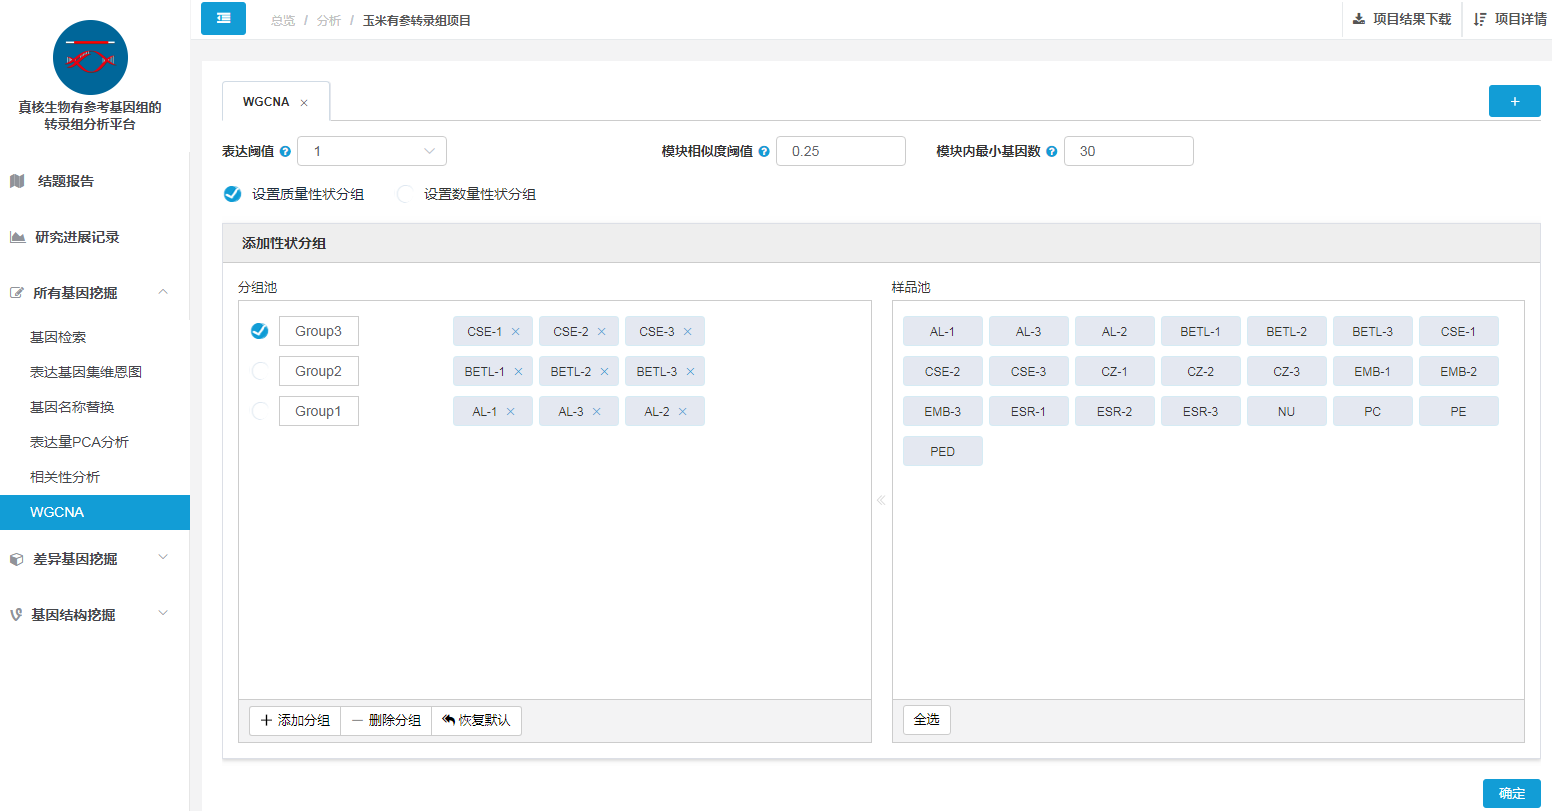 总览 / 分析 / 玉米有参转录组项目
项目结果下载
项目详情
真核生物有参考基因组的
转录组分析平台
结题报告
研究进展记录
所有基因挖掘
基因检索
表达基因集维恩图
基因名称替换
表达量PCA分析
相关性分析
WGCNA
差异基因挖掘
基因结构挖掘
WGCNA ×
+
表达阈值 ? 1
模块相似度阈值 ? 0.25
模块内最小基因数 ? 30
设置质量性状分组
设置数量性状分组
添加性状分组
分组池
Group3 CSE-1 × CSE-2 × CSE-3 ×
Group2 BETL-1 × BETL-2 × BETL-3 ×
Group1 AL-1 × AL-3 × AL-2 ×
+ 添加分组 — 删除分组 恢复默认
«
样品池
AL-1 AL-3 AL-2 BETL-1 BETL-2 BETL-3 CSE-1
CSE-2 CSE-3 CZ-1 CZ-2 CZ-3 EMB-1 EMB-2
EMB-3 ESR-1 ESR-2 ESR-3 NU PC PE
PED
全选
确定